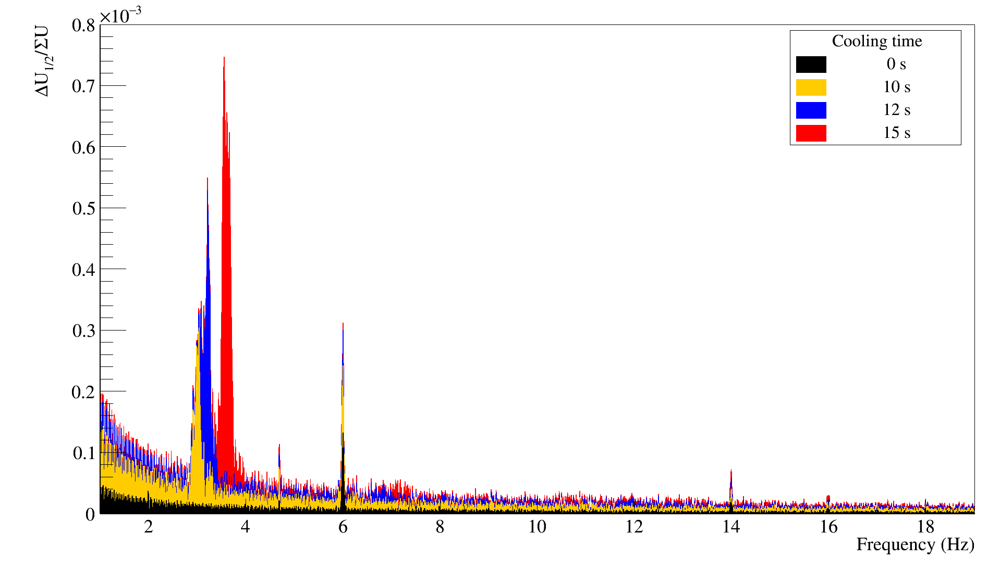 ×10⁻³
ΔU₁/₂/ΣU
0.8
0.7
0.6
0.5
0.4
0.3
0.2
0.1
0
2 4 6 8 10 12 14 16 18
Frequency (Hz)
Cooling time
0 s
10 s
12 s
15 s